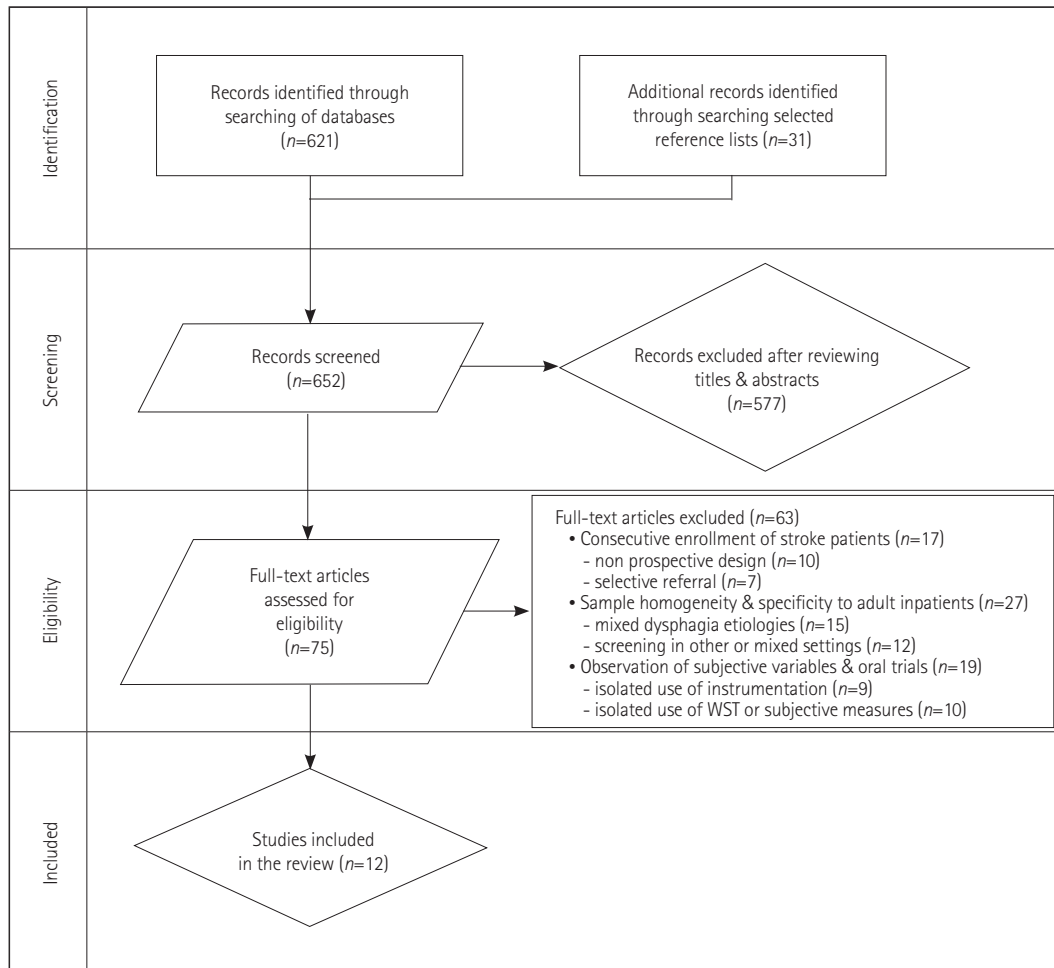 Identification
Records identified through
searching of databases
(n=621)
Additional records identified
through searching selected
reference lists (n=31)
Screening
Records screened
(n=652)
Records excluded after reviewing
titles & abstracts
(n=577)
Eligibility
Full-text articles
assessed for
eligibility
(n=75)
Full-text articles excluded (n=63)
• Consecutive enrollment of stroke patients (n=17)
- non prospective design (n=10)
- selective referral (n=7)
• Sample homogeneity & specificity to adult inpatients (n=27)
- mixed dysphagia etiologies (n=15)
- screening in other or mixed settings (n=12)
• Observation of subjective variables & oral trials (n=19)
- isolated use of instrumentation (n=9)
- isolated use of WST or subjective measures (n=10)
Included
Studies included
in the review (n=12)